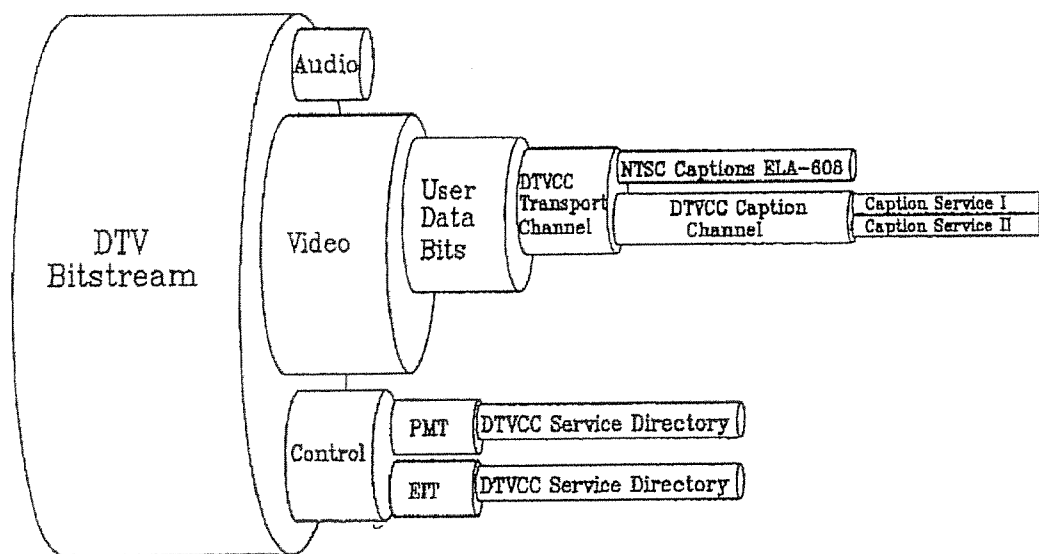 Audio
DTV
Bitstream
Video
User
Data
Bits
DTVCC
Transport
Channel
NTSC Captions ELA-608
DTVCC Caption
Channel
Caption Service I
Caption Service II
Control
PMT
DTVCC Service Directory
EIT
DTVCC Service Directory